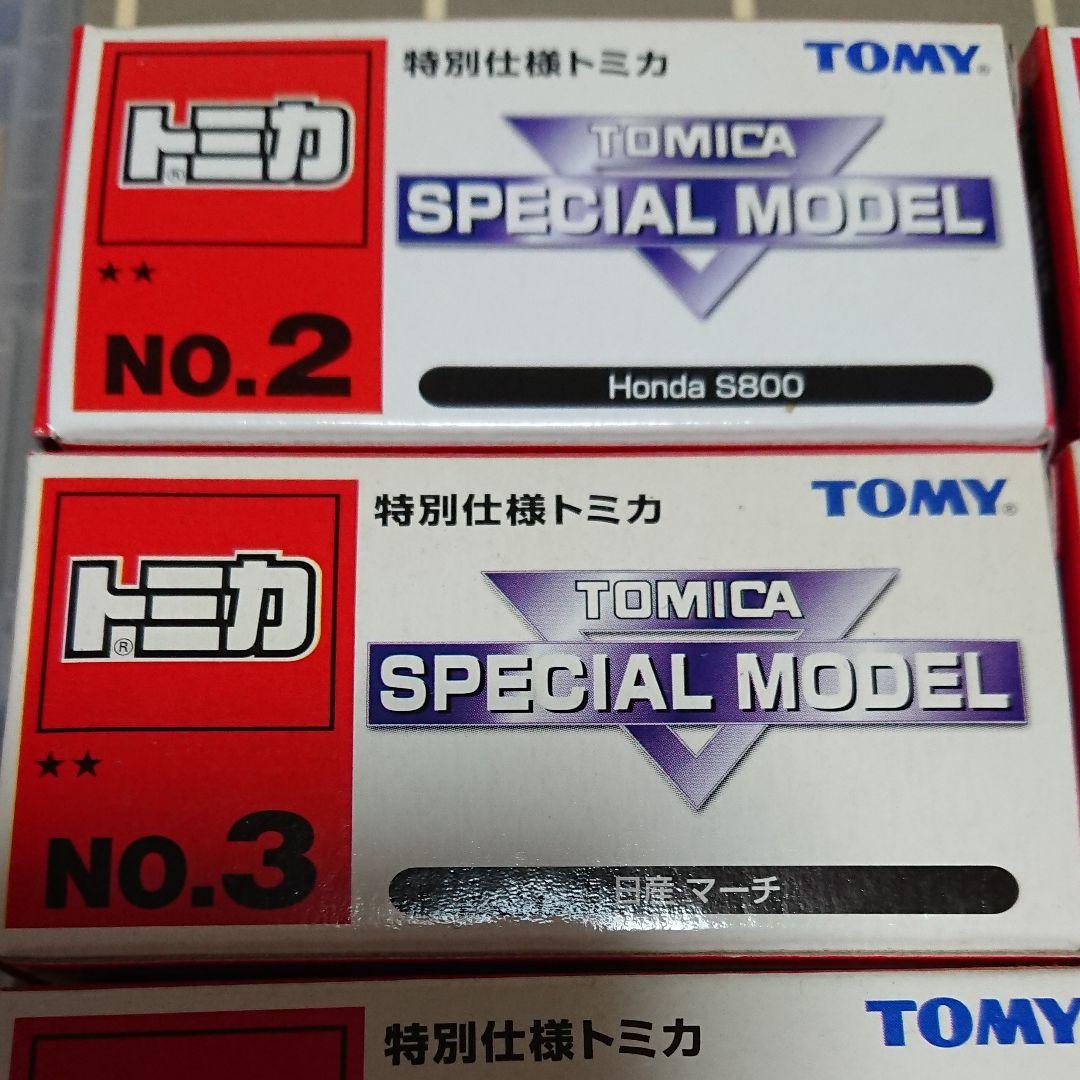 特別仕様トミカ
TOMY®
トミカ®
TOMICA
SPECIAL MODEL
★★
NO.2
Honda S800
特別仕様トミカ
TOMY®
トミカ®
TOMICA
SPECIAL MODEL
★★
NO.3
日産 マーチ
特別仕様トミカ
TOMY